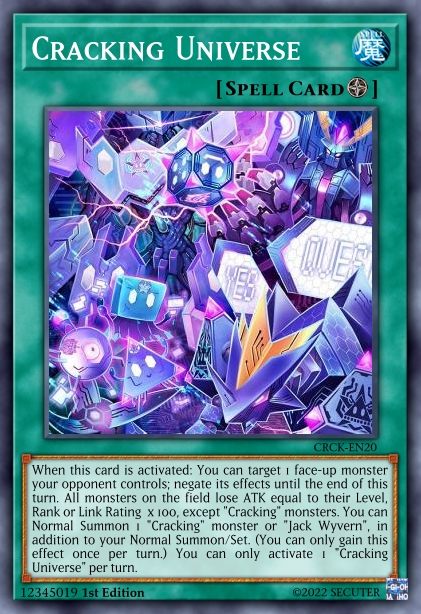 Cracking Universe
魔
[Spell Card]
YES
QUE
CRCK-EN20
When this card is activated: You can target 1 face-up monster
your opponent controls; negate its effects until the end of this
turn. All monsters on the field lose ATK equal to their Level,
Rank or Link Rating x 100, except "Cracking" monsters. You can
Normal Summon 1 "Cracking" monster or "Jack Wyvern", in
addition to your Normal Summon/Set. (You can only gain this
effect once per turn.) You can only activate 1 "Cracking
Universe" per turn.
12345019 1st Edition
©2022 SECUTER